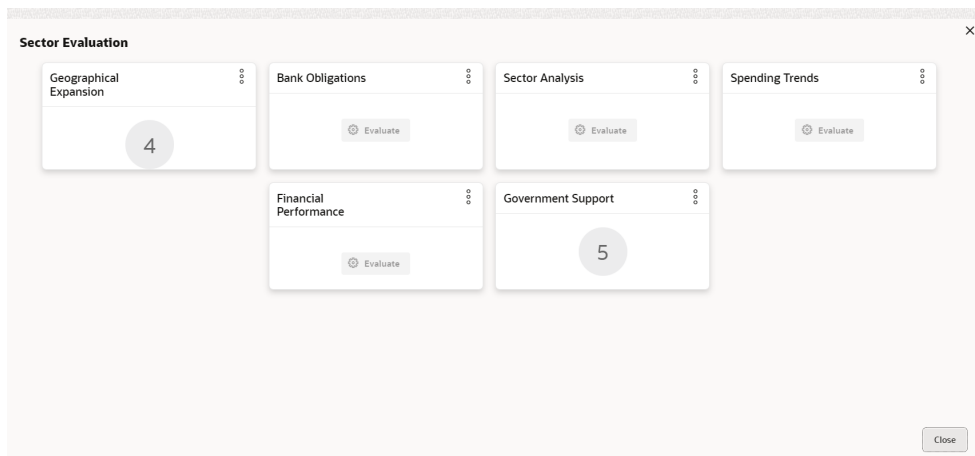 Sector Evaluation
Geographical
Expansion
4
Bank Obligations
Evaluate
Sector Analysis
Evaluate
Spending Trends
Evaluate
Financial
Performance
Evaluate
Government Support
5
Close